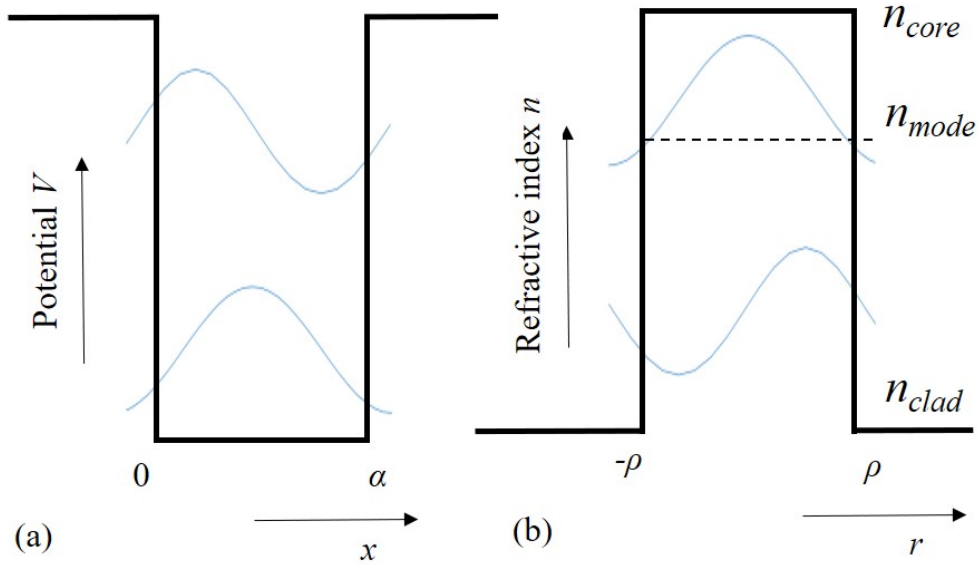 Potential V
0
α
x
(a)
Refractive index n
n_core
n_mode
n_clad
-ρ
ρ
r
(b)